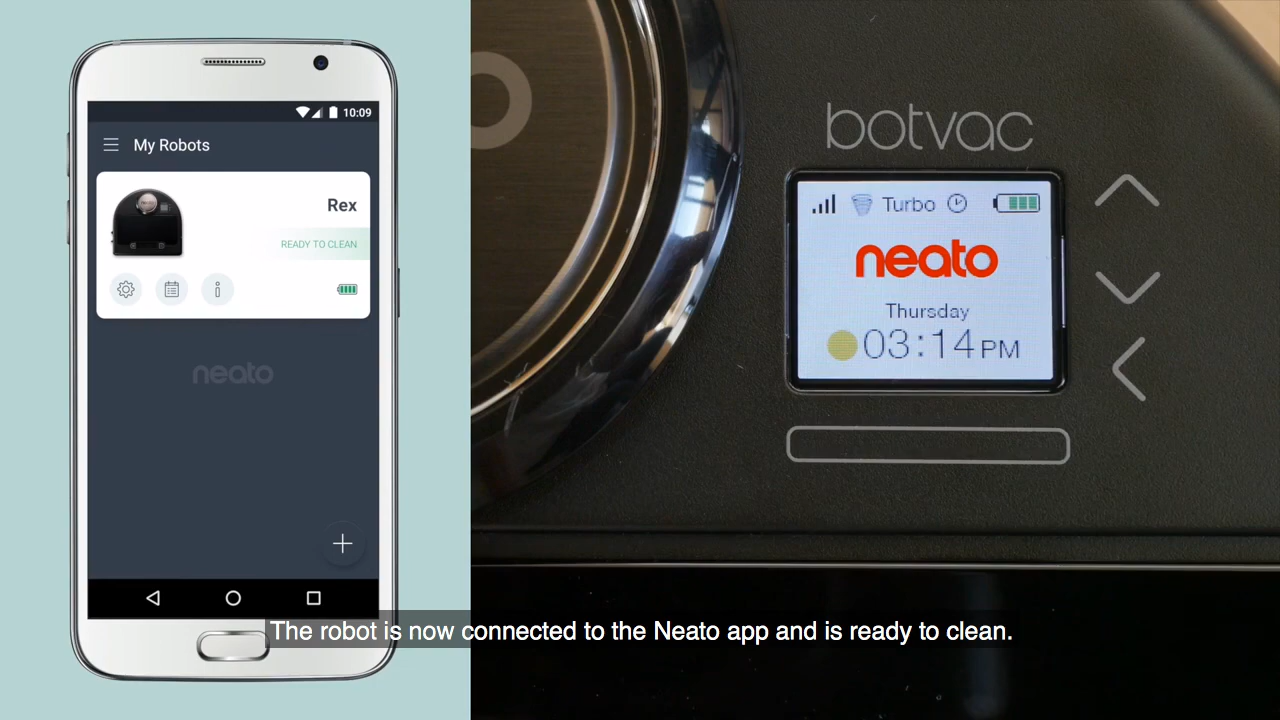 10:09
My Robots
Rex
READY TO CLEAN
neato
botvac
Turbo
neato
Thursday
03:14 PM
The robot is now connected to the Neato app and is ready to clean.